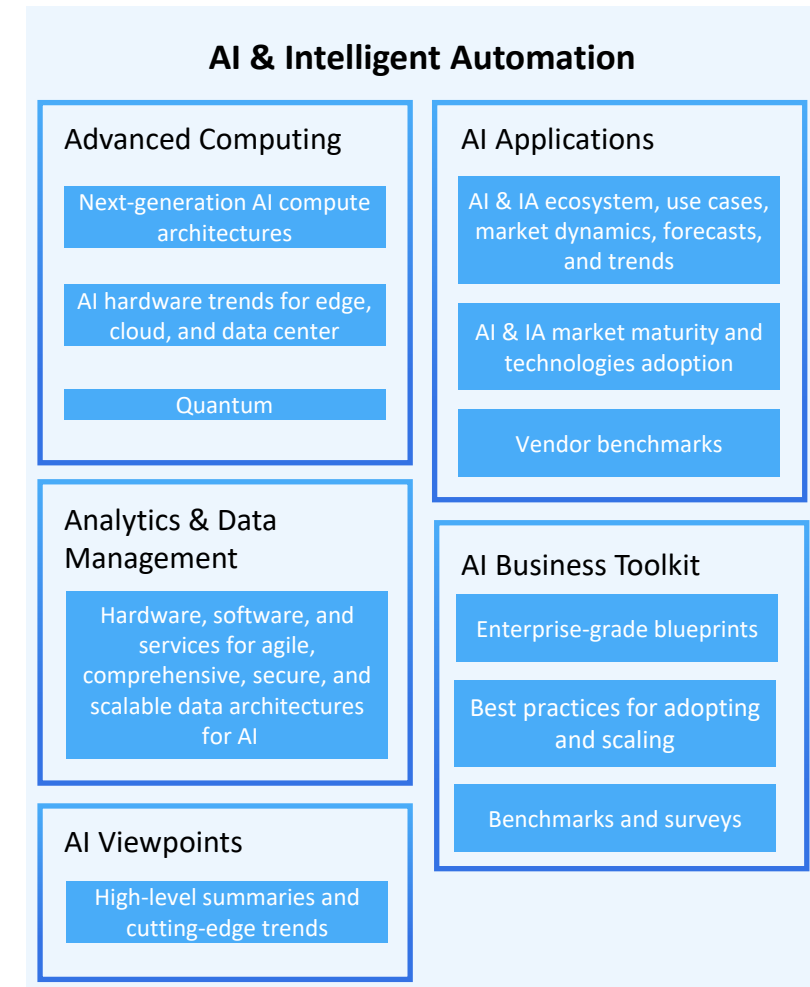 AI & Intelligent Automation
Advanced Computing
Next-generation AI compute
architectures
AI hardware trends for edge,
cloud, and data center
Quantum
Analytics & Data
Management
Hardware, software, and
services for agile,
comprehensive, secure, and
scalable data architectures
for AI
AI Viewpoints
High-level summaries and
cutting-edge trends
AI Applications
AI & IA ecosystem, use cases,
market dynamics, forecasts,
and trends
AI & IA market maturity and
technologies adoption
Vendor benchmarks
AI Business Toolkit
Enterprise-grade blueprints
Best practices for adopting
and scaling
Benchmarks and surveys